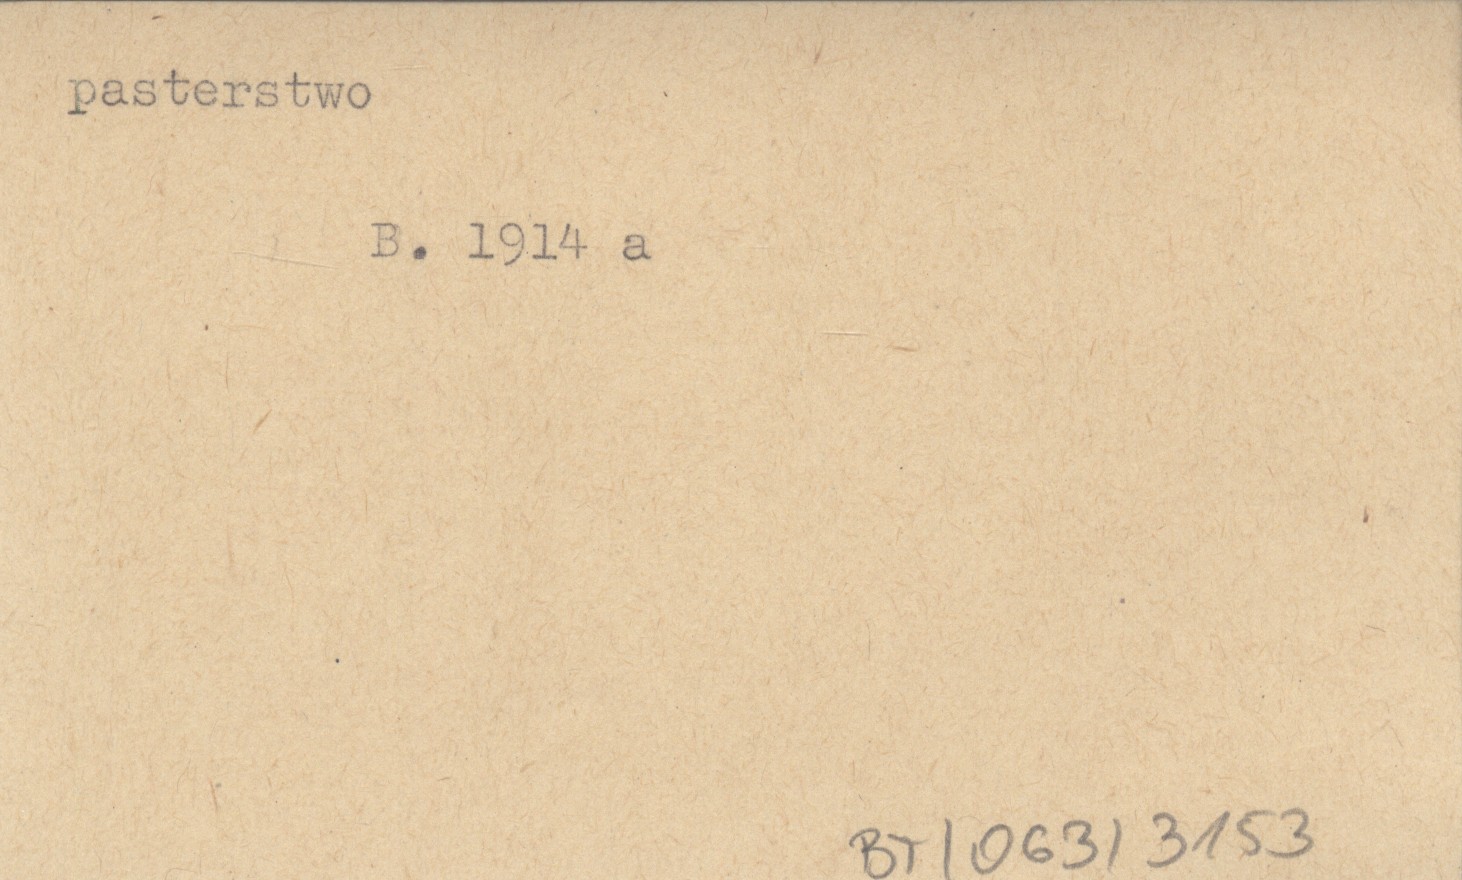 pasterstwo
B. 1914 a
BT/063/3153